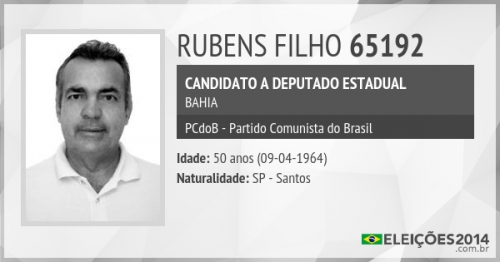 RUBENS FILHO 65192
CANDIDATO A DEPUTADO ESTADUAL
BAHIA
PCdoB - Partido Comunista do Brasil
Idade: 50 anos (09-04-1964)
Naturalidade: SP - Santos
ELEIÇÕES2014
.com.br